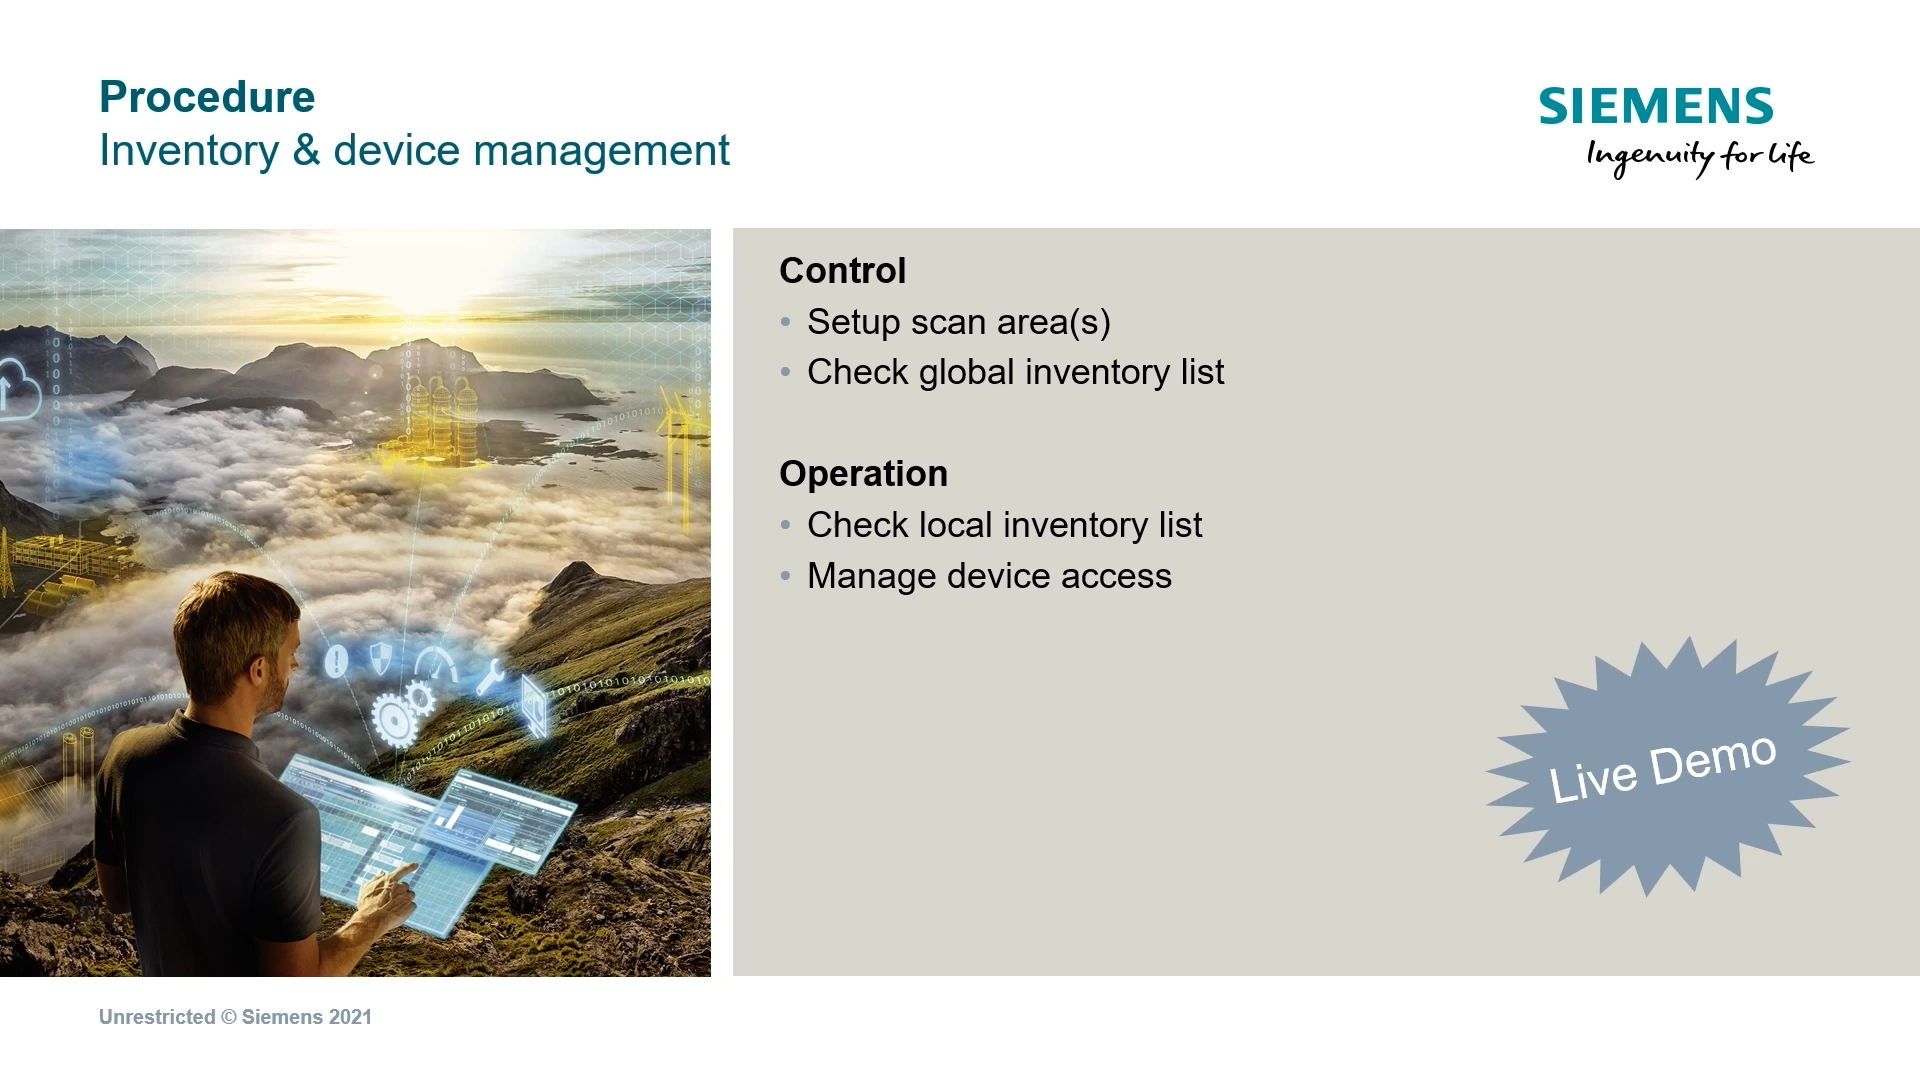 Procedure
Inventory & device management
SIEMENS
Ingenuity for life
Control
• Setup scan area(s)
• Check global inventory list
Operation
• Check local inventory list
• Manage device access
Live Demo
Unrestricted © Siemens 2021